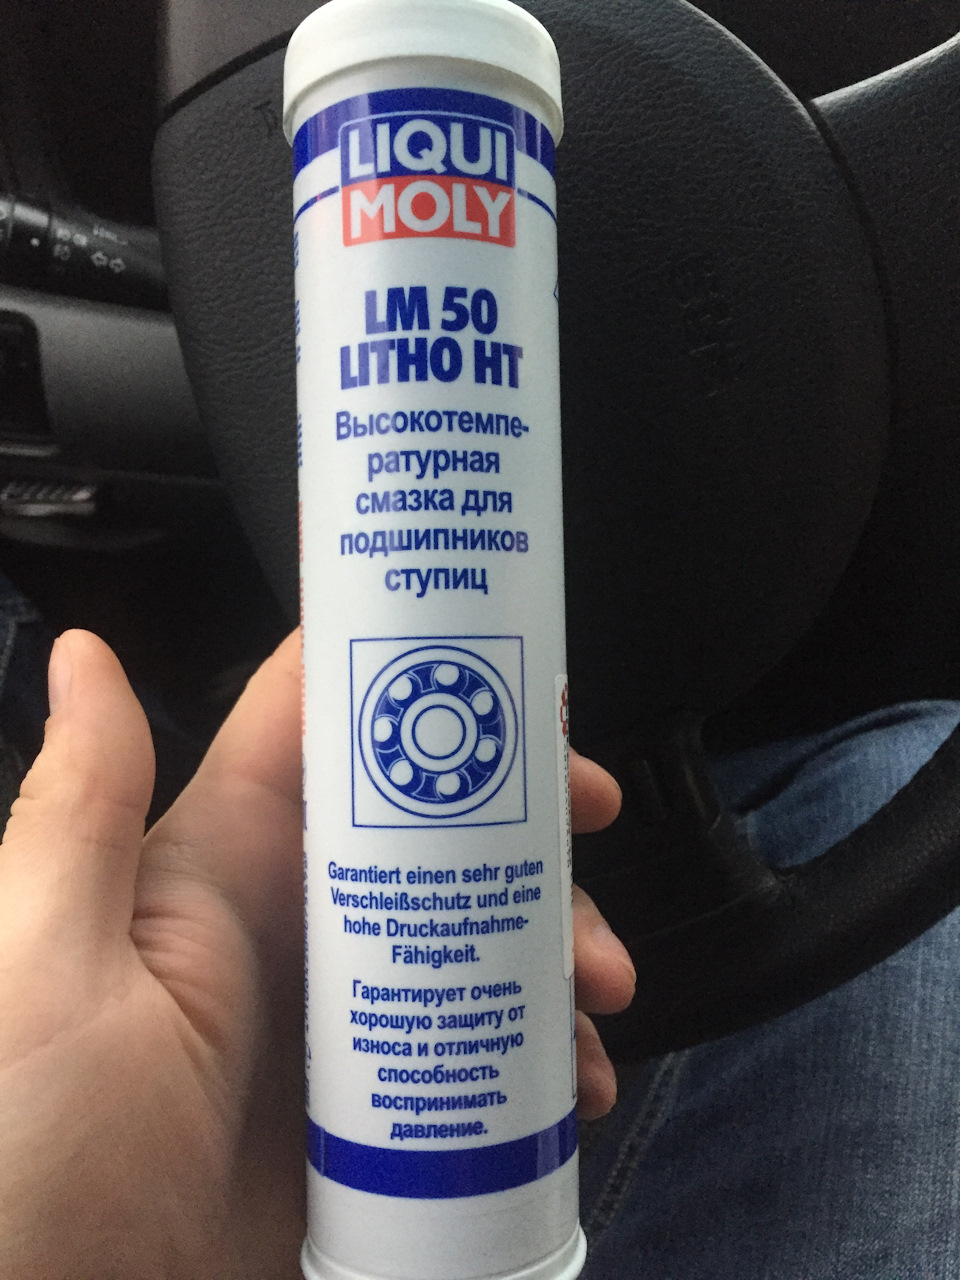 LIQUI
MOLY
LM 50
LITHO HT
Высокотемпе-
ратурная
смазка для
подшипников
ступиц
Garantiert einen sehr guten
Verschleißschutz und eine
hohe Druckaufnahme-
Fähigkeit.
Гарантирует очень
хорошую защиту от
износа и отличную
способность
воспринимать
давление.